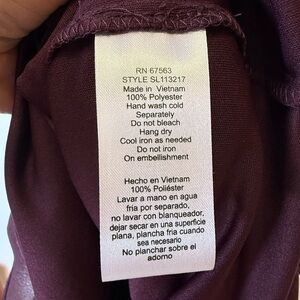 RN 67563
STYLE SL113217
Made in Vietnam
100% Polyester
Hand wash cold
Separately
Do not bleach
Hang dry
Cool iron as needed
Do not iron
On embellishment
Hecho en Vietnam
100% Poliéster
Lavar a mano en agua
fria por separado,
no lavar con blanqueador,
dejar secar en una superficie
plana, plancha fria cuando
sea necesario
No planchar sobre el
adorno